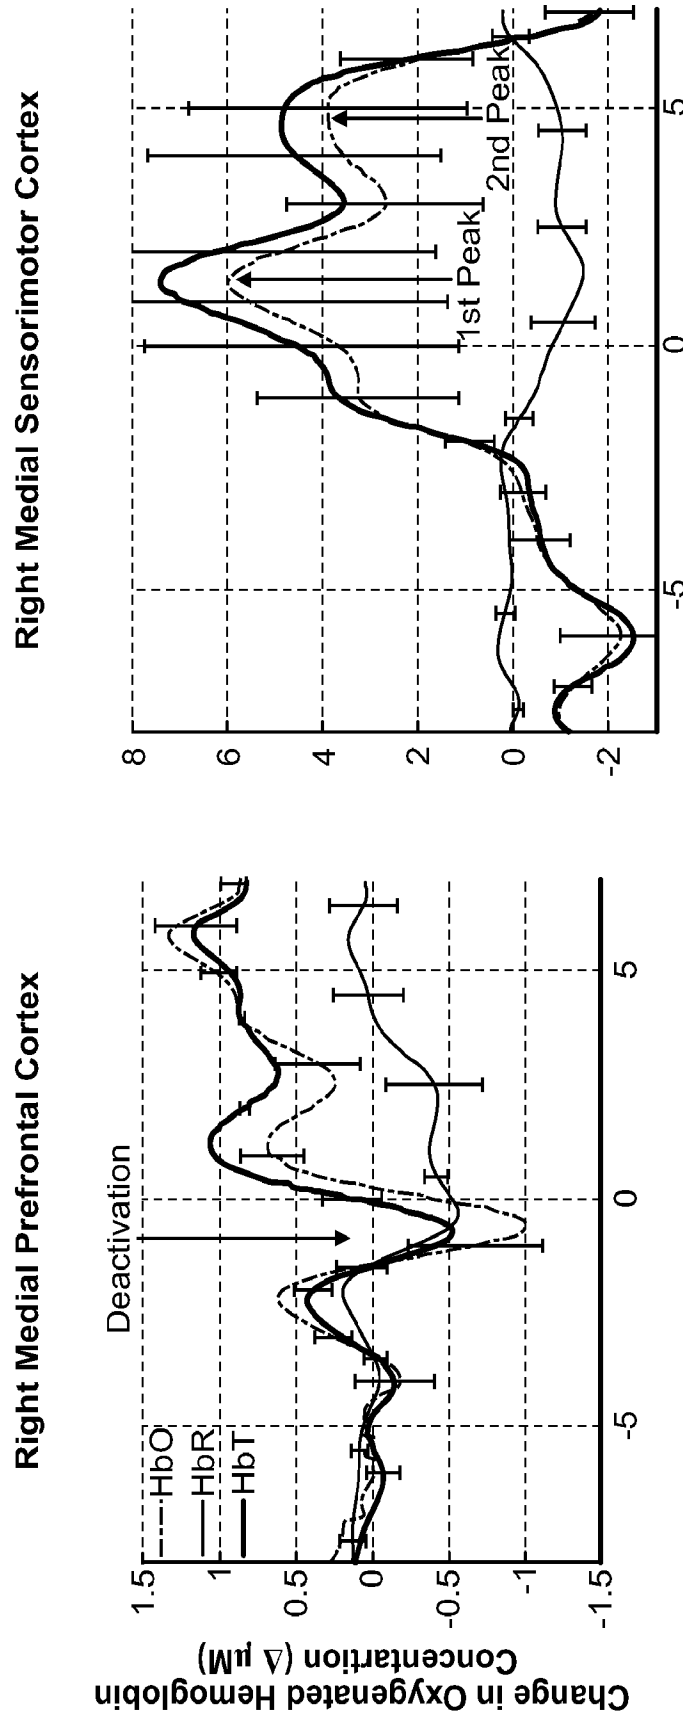 Right Medial Prefrontal Cortex
Change in Oxygenated Hemoglobin
Concentartion (Δ μM)
1.5
1
0.5
0
-0.5
-1
-1.5
HbO
HbR
HbT
Deactivation
-5
0
5
Right Medial Sensorimotor Cortex
8
6
4
2
0
-2
1st Peak
2nd Peak
-5
0
5